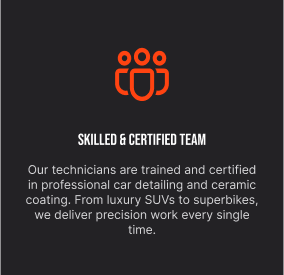 SKILLED & CERTIFIED TEAM
Our technicians are trained and certified
in professional car detailing and ceramic
coating. From luxury SUVs to superbikes,
we deliver precision work every single
time.